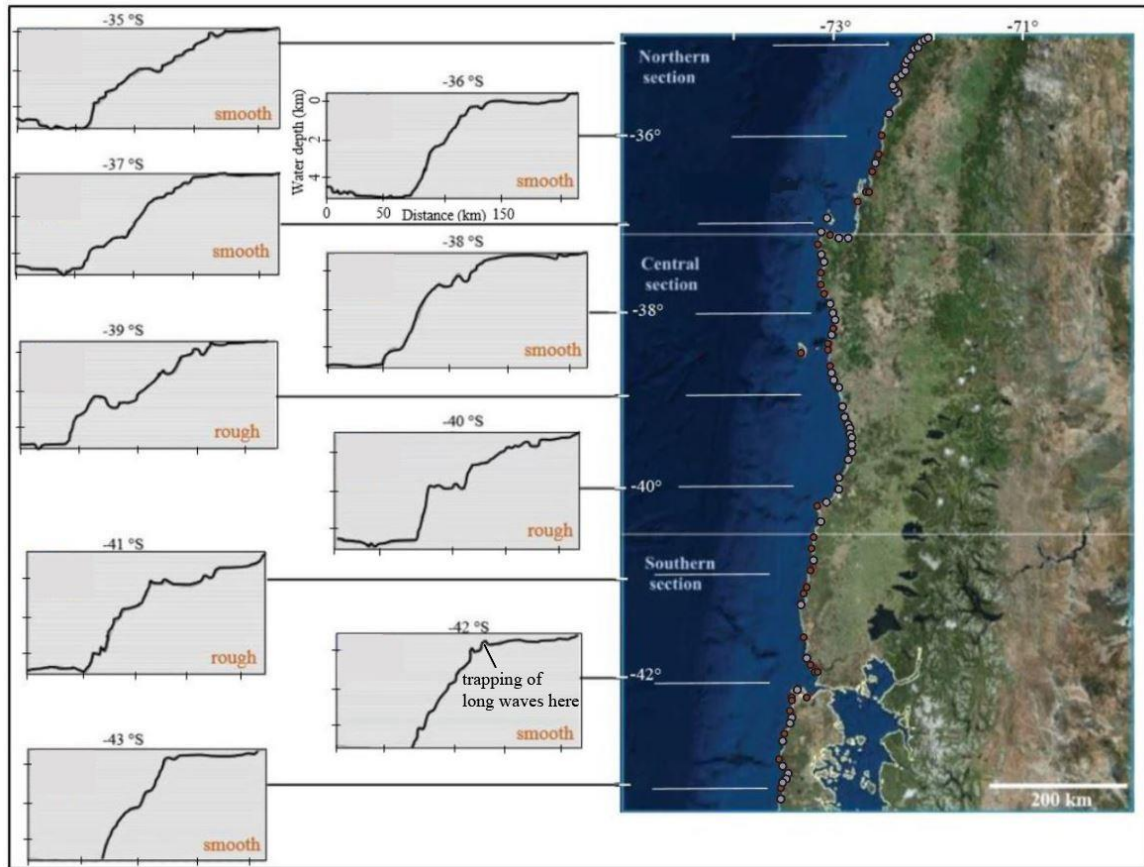 -35 °S
smooth
-36 °S
Water depth (km)
0
2
4
0
50
Distance (km)
150
smooth
-37 °S
smooth
-38 °S
smooth
-39 °S
rough
-40 °S
rough
-41 °S
rough
-42 °S
trapping of
long waves here
smooth
-43 °S
smooth
-73°
-71°
Northern
section
-36°
Central
section
-38°
-40°
Southern
section
-42°
200 km